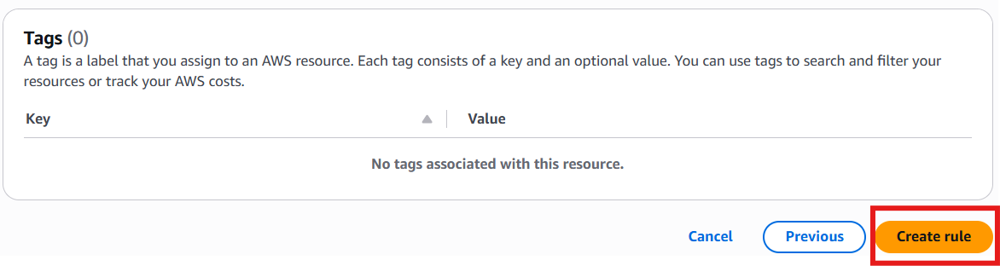 Tags (0)
A tag is a label that you assign to an AWS resource. Each tag consists of a key and an optional value. You can use tags to search and filter your
resources or track your AWS costs.
Key Value
No tags associated with this resource.
Cancel Previous Create rule